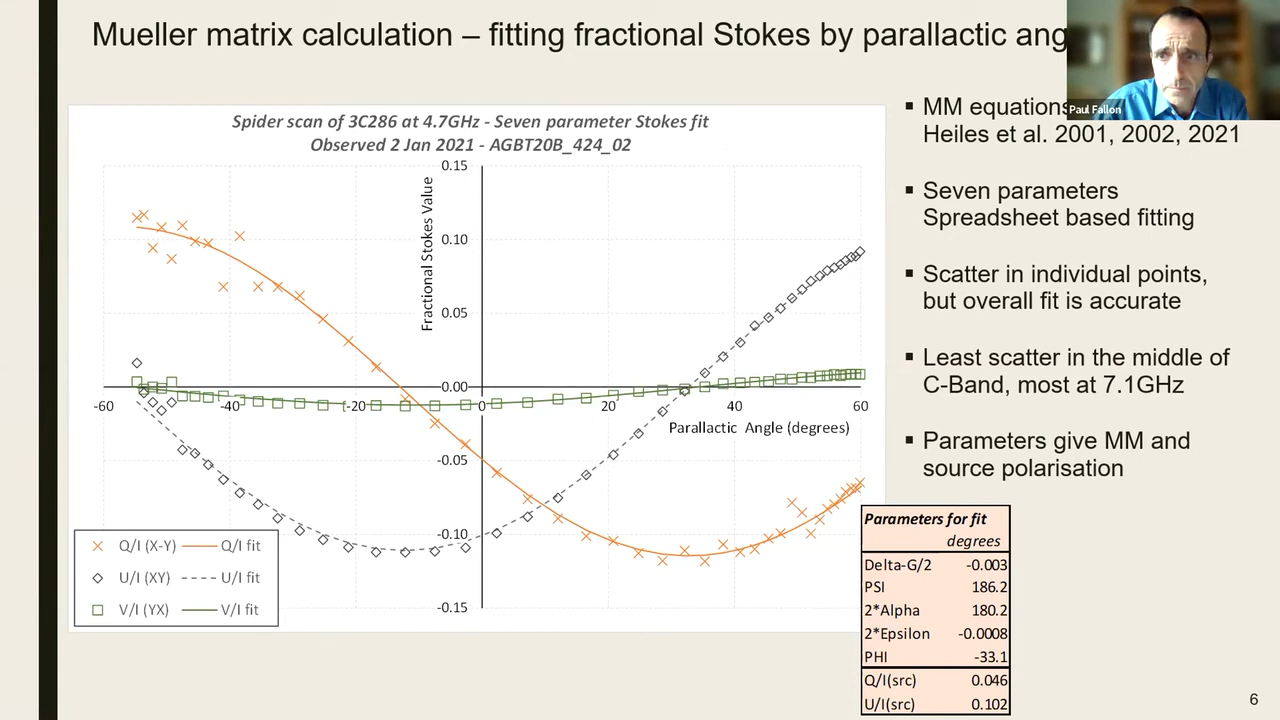 Mueller matrix calculation – fitting fractional Stokes by parallactic ang
Paul Fallon
Spider scan of 3C286 at 4.7GHz - Seven parameter Stokes fit
Observed 2 Jan 2021 - AGBT20B_424_02
Fractional Stokes Value
0.15
0.10
0.05
0.00
-0.05
-0.10
-0.15
-60 -40 -20 0 20 40 60
Parallactic Angle (degrees)
Q/I (X-Y) Q/I fit
U/I (XY) U/I fit
V/I (YX) V/I fit
▪ MM equations
Heiles et al. 2001, 2002, 2021
▪ Seven parameters
Spreadsheet based fitting
▪ Scatter in individual points,
but overall fit is accurate
▪ Least scatter in the middle of
C-Band, most at 7.1GHz
▪ Parameters give MM and
source polarisation
Parameters for fit
degrees
Delta-G/2 -0.003
PSI 186.2
2*Alpha 180.2
2*Epsilon -0.0008
PHI -33.1
Q/I(src) 0.046
U/I(src) 0.102
6